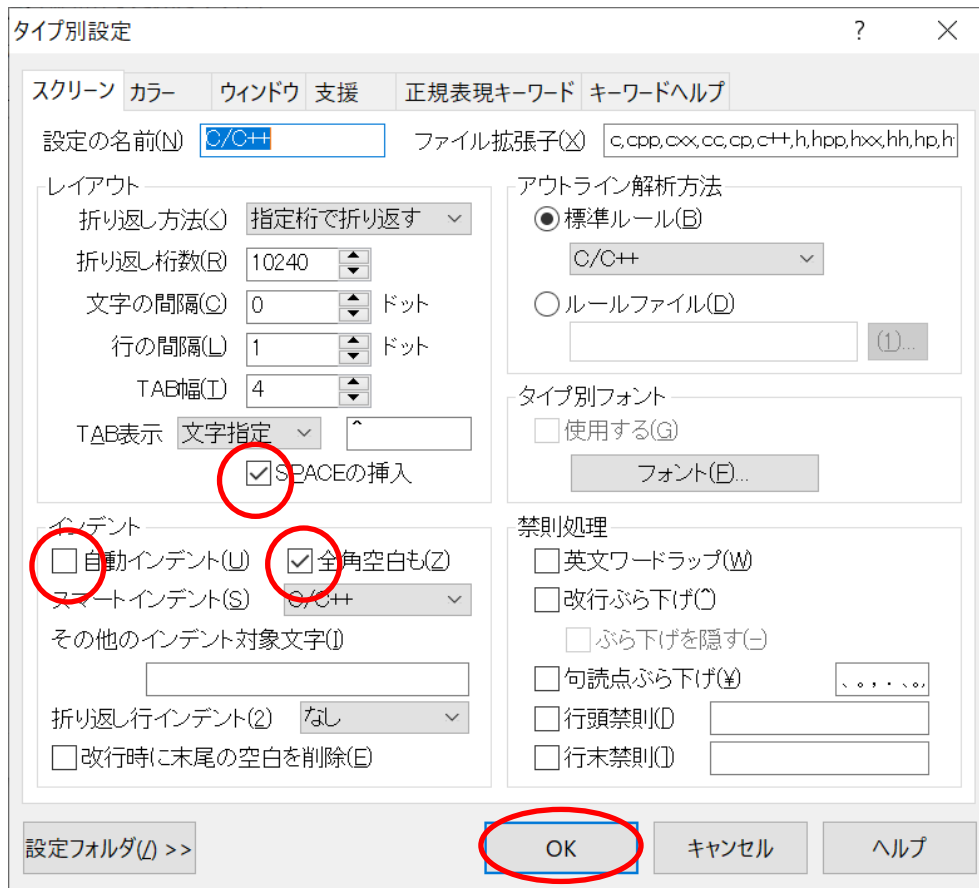 タイプ別設定 ?
スクリーン カラー ウィンドウ 支援 正規表現キーワード キーワードヘルプ
設定の名前(N) C/C++ ファイル拡張子(X) c,cpp,cxx,cc,cp,c++,h,hpp,hxx,hh,hp,h
レイアウト
折り返し方法(<) 指定桁で折り返す
折り返し桁数(R) 10240
文字の間隔(C) 0 ドット
行の間隔(L) 1 ドット
TAB幅(T) 4
TAB表示 文字指定 ^
SPACEの挿入
インデント
自動インデント(U) 全角空白も(Z)
スマートインデント(S) C/C++
その他のインデント対象文字(I)
折り返し行インデント(2) なし
改行時に末尾の空白を削除(E)
アウトライン解析方法
標準ルール(B)
C/C++
ルールファイル(D)
(1)...
タイプ別フォント
使用する(G)
フォント(F)...
禁則処理
英文ワードラップ(W)
改行ぶら下げ(^)
ぶら下げを隠す(-)
句読点ぶら下げ(¥) 、。，．､｡,
行頭禁則([)
行末禁則(])
設定フォルダ(/) >> OK キャンセル ヘルプ